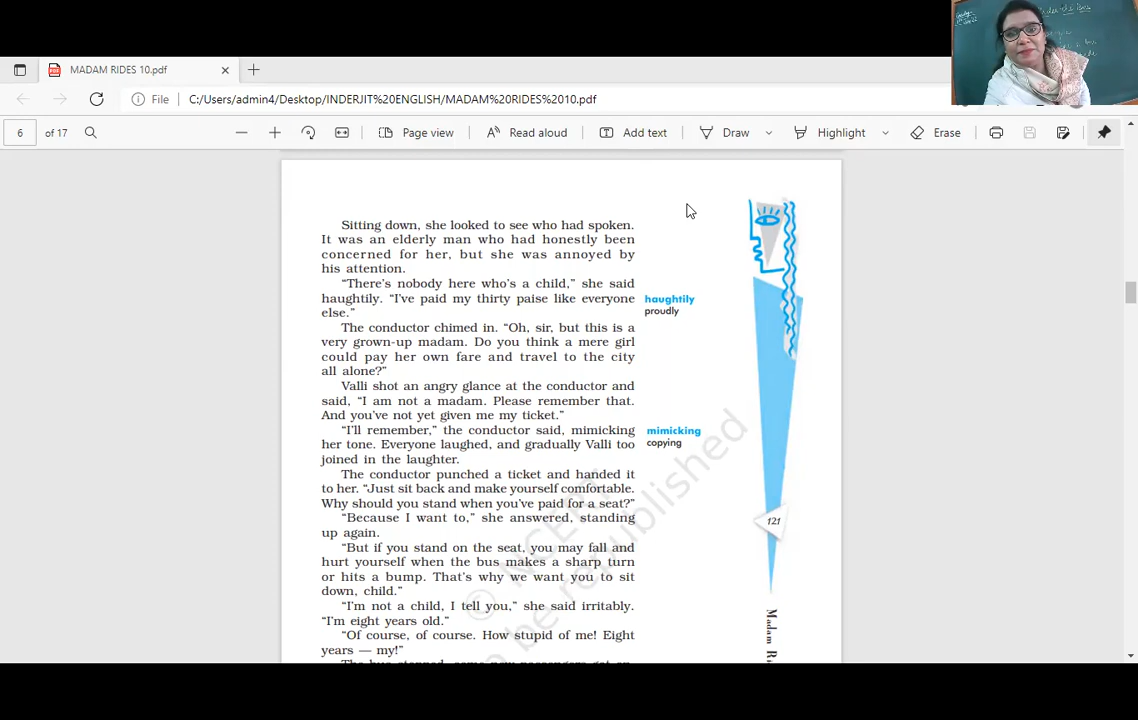 MADAM RIDES 10.pdf
File C:/Users/admin4/Desktop/INDERJIT%20ENGLISH/MADAM%20RIDES%2010.pdf
6 of 17 Page view Read aloud Add text Draw Highlight Erase
Sitting down, she looked to see who had spoken.
It was an elderly man who had honestly been
concerned for her, but she was annoyed by
his attention.
“There's nobody here who's a child,” she said
haughtily. “I've paid my thirty paise like everyone
else.”
haughtily
proudly
The conductor chimed in. “Oh, sir, but this is a
very grown-up madam. Do you think a mere girl
could pay her own fare and travel to the city
all alone?”
Valli shot an angry glance at the conductor and
said, “I am not a madam. Please remember that.
And you've not yet given me my ticket.”
“I'll remember,” the conductor said, mimicking
her tone. Everyone laughed, and gradually Valli too
joined in the laughter.
mimicking
copying
The conductor punched a ticket and handed it
to her. “Just sit back and make yourself comfortable.
Why should you stand when you've paid for a seat?”
“Because I want to,” she answered, standing
up again.
“But if you stand on the seat, you may fall and
hurt yourself when the bus makes a sharp turn
or hits a bump. That's why we want you to sit
down, child.”
“I'm not a child, I tell you,” she said irritably.
“I'm eight years old.”
“Of course, of course. How stupid of me! Eight
years — my!”
The bus stopped, some new passengers got on,
121
Madam Ri
© NCERT
be republished